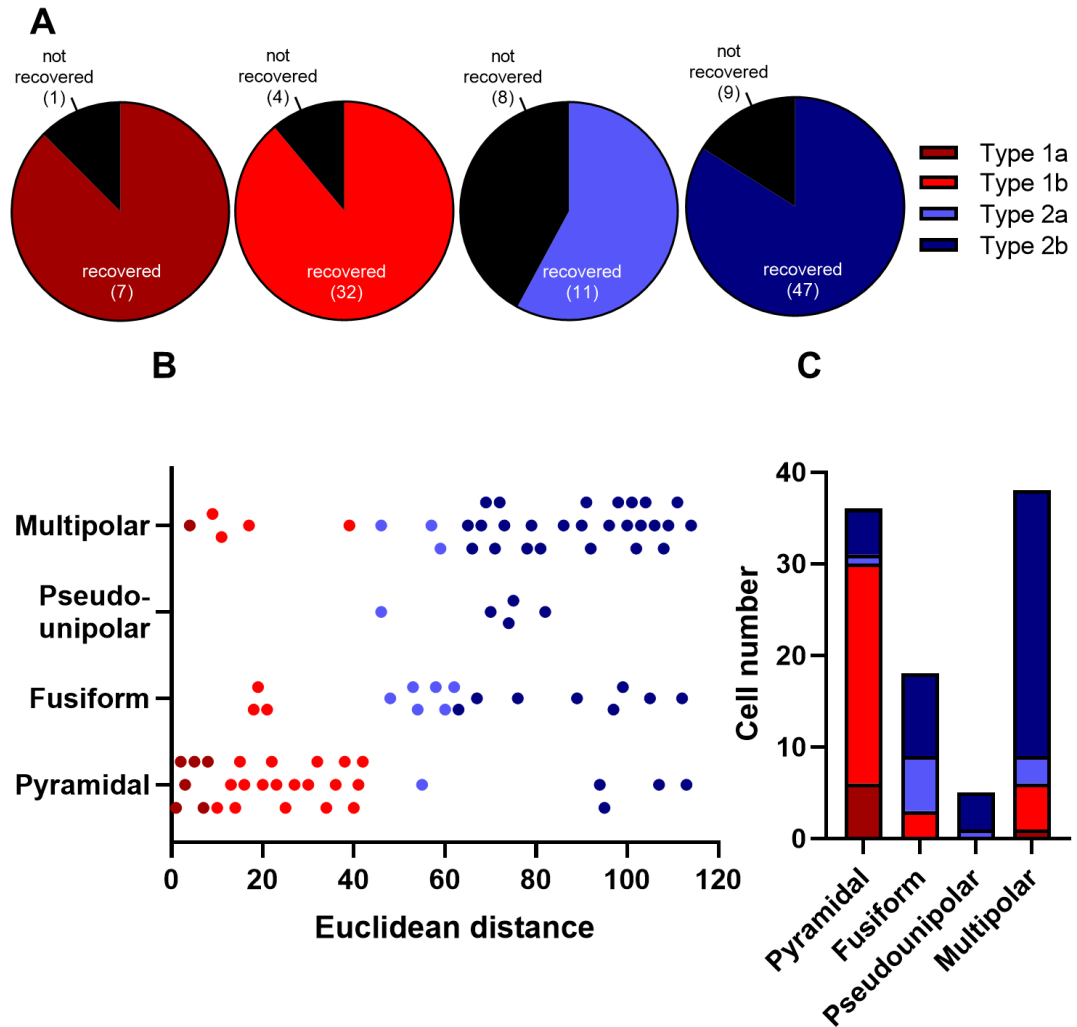 A
not
recovered
(1)
recovered
(7)
not
recovered
(4)
recovered
(32)
not
recovered
(8)
recovered
(11)
not
recovered
(9)
recovered
(47)
Type 1a
Type 1b
Type 2a
Type 2b
B
Multipolar
Pseudo-
unipolar
Fusiform
Pyramidal
0 20 40 60 80 100 120
Euclidean distance
C
Cell number
40
30
20
10
0
Pyramidal
Fusiform
Pseudounipolar
Multipolar